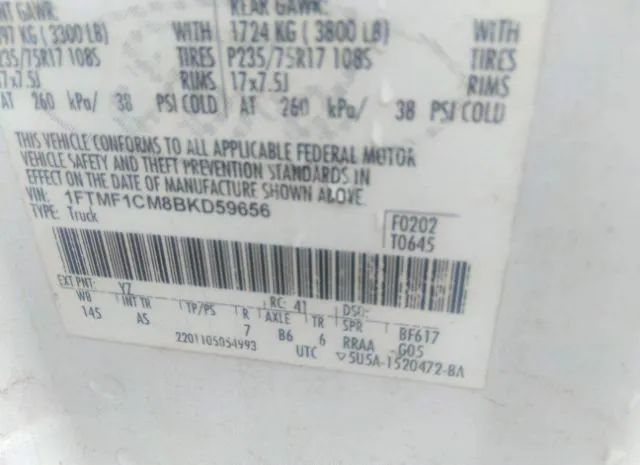 NT GAWR: REAR GAWR:
97 KG ( 3300 LB) WITH 1724 KG ( 3800 LB) WITH
235/75R17 108S TIRES P235/75R17 108S TIRES
17x7.5J RIMS 17x7.5J RIMS
AT 260 kPa/ 38 PSI COLD AT 260 kPa/ 38 PSI COLD
THIS VEHICLE CONFORMS TO ALL APPLICABLE FEDERAL MOTOR
VEHICLE SAFETY AND THEFT PREVENTION STANDARDS IN
EFFECT ON THE DATE OF MANUFACTURE SHOWN ABOVE.
VIN: 1FTMF1CM8BKD59656
TYPE: Truck
F0202
T0645
EXT PNT: YZ RC: 41 DSO:
WB INT TR TP/PS R AXLE TR SPR BF617
145 AS 7 B6 6 RRAA G05
2201105054993 UTC ▽5U5A-1520472-BA